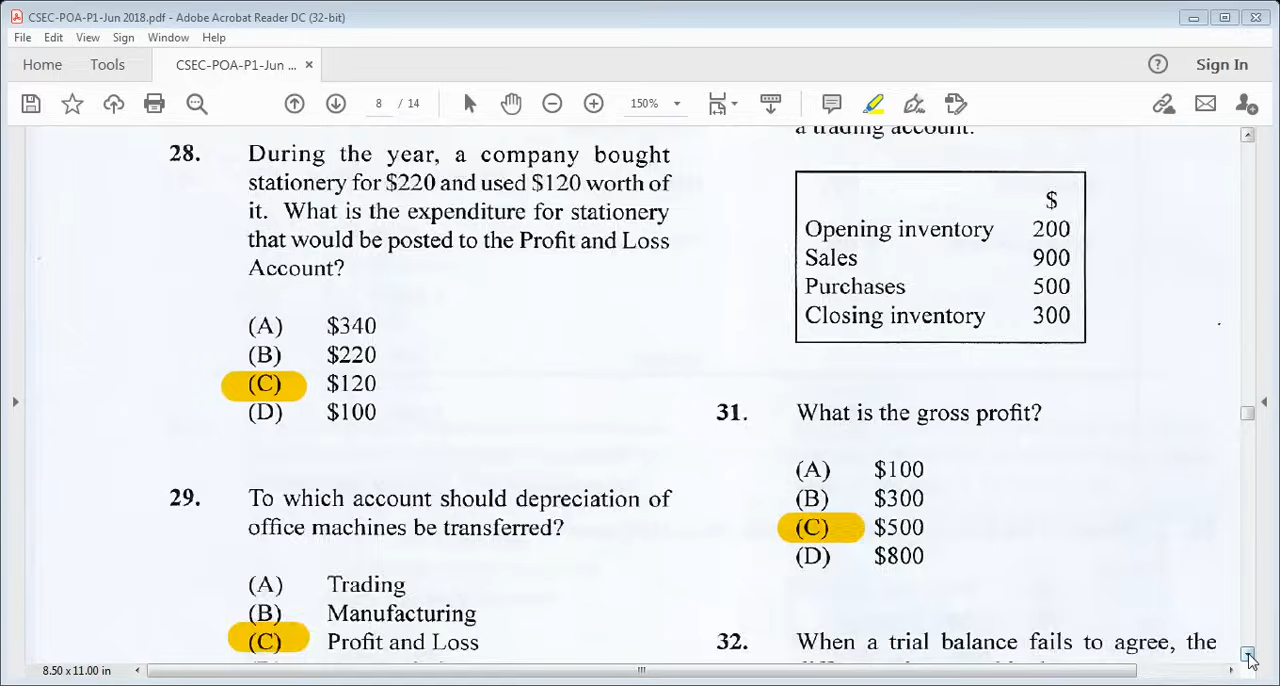 CSEC-POA-P1-Jun 2018.pdf - Adobe Acrobat Reader DC (32-bit)
File Edit View Sign Window Help
Home Tools CSEC-POA-P1-Jun ... × Sign In
8 / 14 150%
28. During the year, a company bought
stationery for $220 and used $120 worth of
it. What is the expenditure for stationery
that would be posted to the Profit and Loss
Account?
(A) $340
(B) $220
(C) $120
(D) $100
29. To which account should depreciation of
office machines be transferred?
(A) Trading
(B) Manufacturing
(C) Profit and Loss
a trading account.
$
Opening inventory 200
Sales 900
Purchases 500
Closing inventory 300
31. What is the gross profit?
(A) $100
(B) $300
(C) $500
(D) $800
32. When a trial balance fails to agree, the
8.50 x 11.00 in